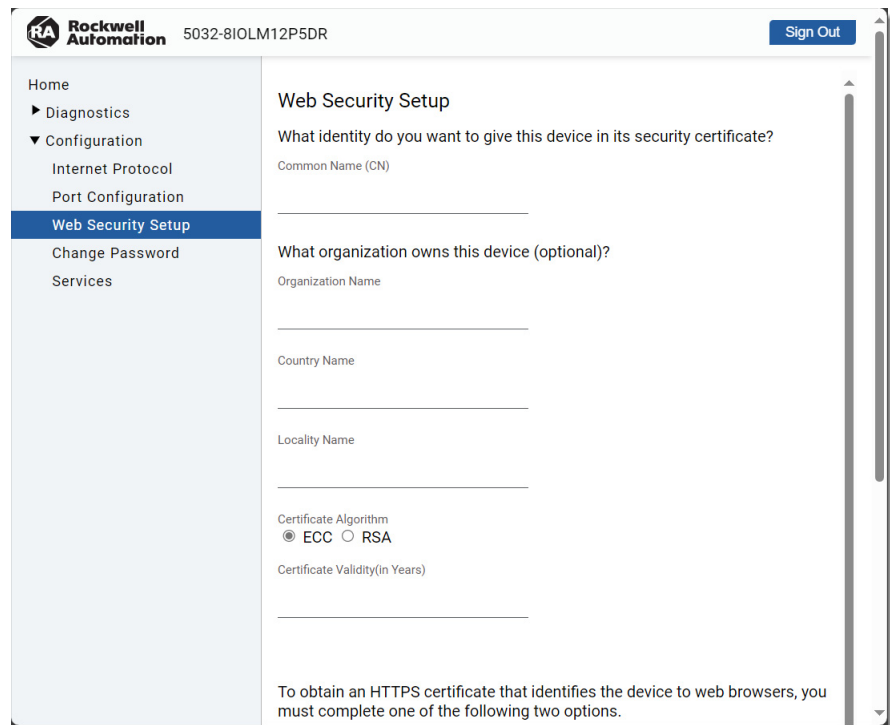 RA Rockwell
Automation
5032-8IOLM12P5DR
Sign Out
Home
Diagnostics
Configuration
Internet Protocol
Port Configuration
Web Security Setup
Change Password
Services
Web Security Setup
What identity do you want to give this device in its security certificate?
Common Name (CN)
What organization owns this device (optional)?
Organization Name
Country Name
Locality Name
Certificate Algorithm
ECC RSA
Certificate Validity(in Years)
To obtain an HTTPS certificate that identifies the device to web browsers, you
must complete one of the following two options.